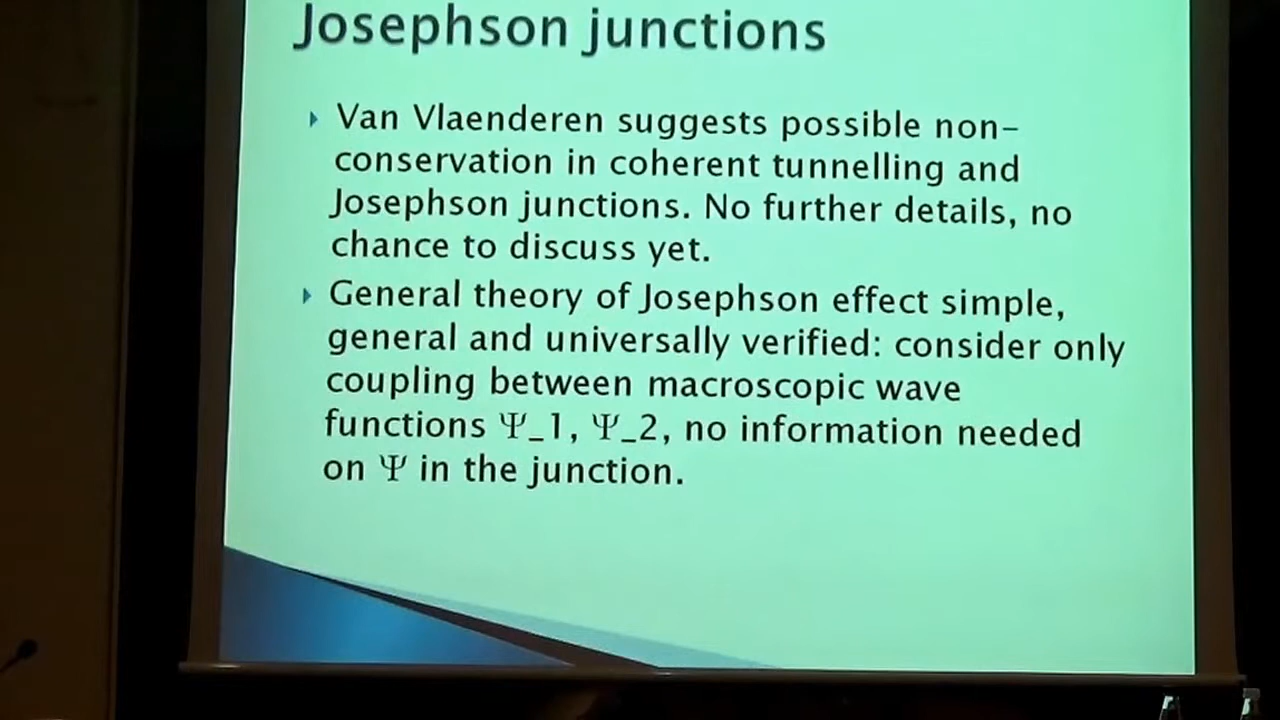 Josephson junctions
Van Vlaenderen suggests possible non-
conservation in coherent tunnelling and
Josephson junctions. No further details, no
chance to discuss yet.
General theory of Josephson effect simple,
general and universally verified: consider only
coupling between macroscopic wave
functions Ψ_1, Ψ_2, no information needed
on Ψ in the junction.